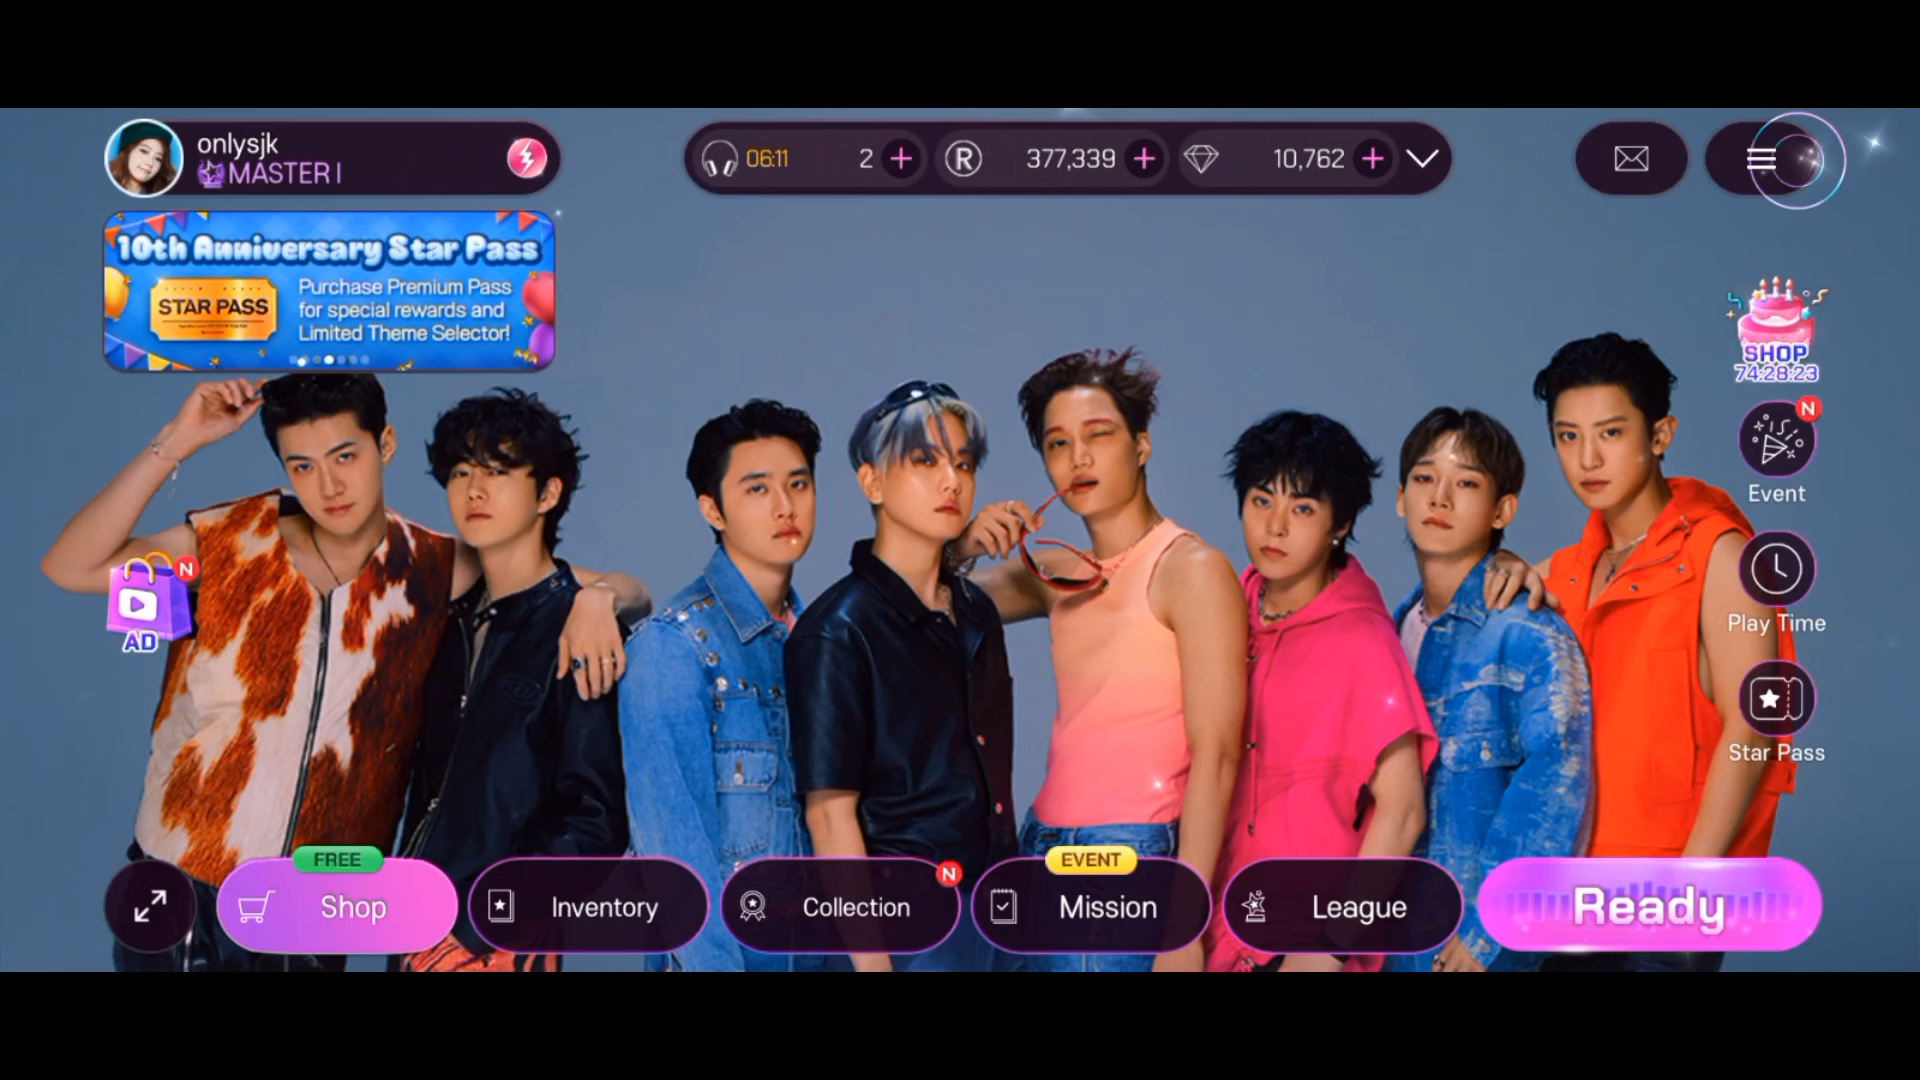 onlysjk
MASTER I
06:11
2
R
377,339
10,762
10th Anniversary Star Pass
STAR PASS
Purchase Premium Pass
for special rewards and
Limited Theme Selector!
SHOP
74:28:23
N
Event
Play Time
Star Pass
N
AD
FREE
Shop
Inventory
N
Collection
EVENT
Mission
League
Ready